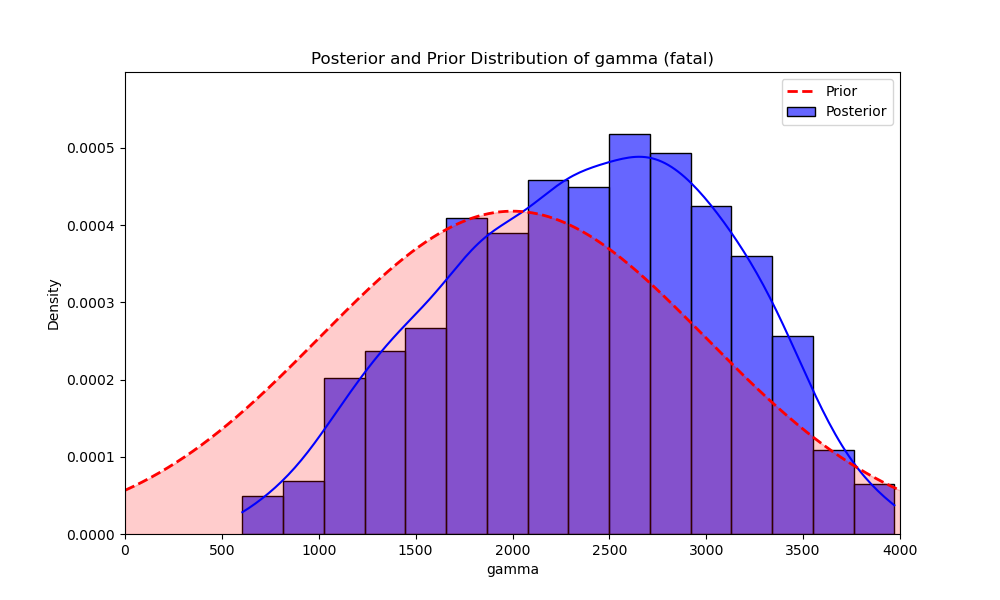 Posterior and Prior Distribution of gamma (fatal)
Prior
Posterior
Density
0.0005
0.0004
0.0003
0.0002
0.0001
0.0000
0 500 1000 1500 2000 2500 3000 3500 4000
gamma